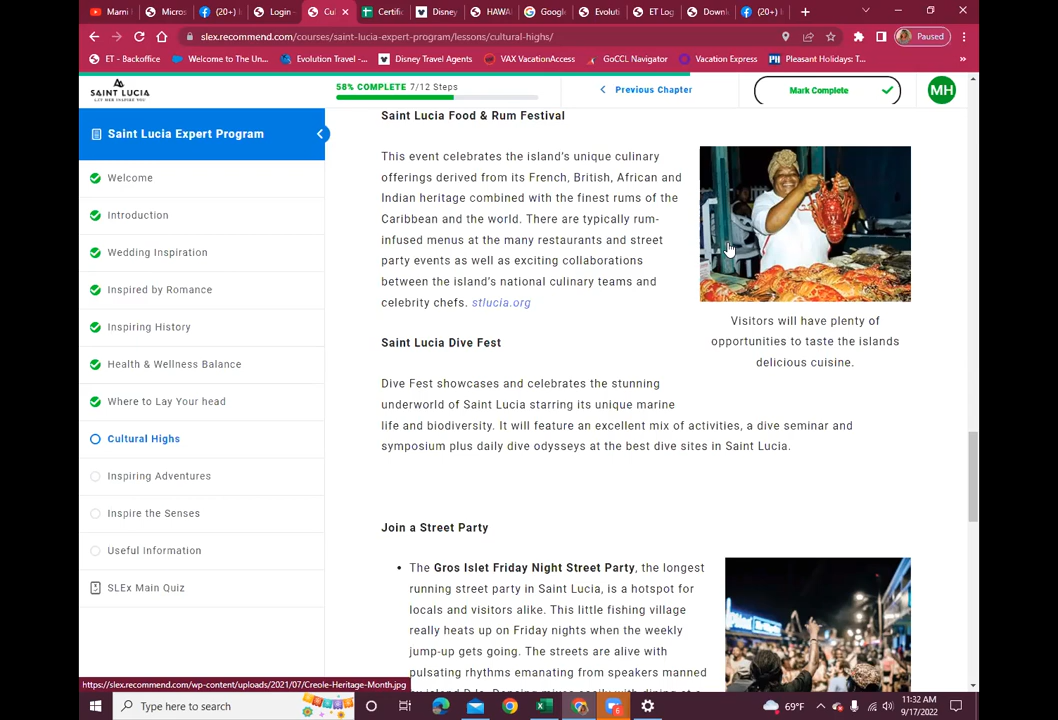 Marni
Micros
(20+)
Login
Cul
Certific
Disney
HAWAI
Google
Evoluti
ET Log
Downl
(20+)
slex.recommend.com/courses/saint-lucia-expert-program/lessons/cultural-highs/
Paused
ET - Backoffice
Welcome to The Un...
Evolution Travel -...
Disney Travel Agents
VAX VacationAccess
GoCCL Navigator
Vacation Express
Pleasant Holidays: T...
SAINT LUCIA
LET HER INSPIRE YOU
58% COMPLETE 7/12 Steps
Previous Chapter
Mark Complete
MH
Saint Lucia Expert Program
Welcome
Introduction
Wedding Inspiration
Inspired by Romance
Inspiring History
Health & Wellness Balance
Where to Lay Your head
Cultural Highs
Inspiring Adventures
Inspire the Senses
Useful Information
SLEx Main Quiz
Saint Lucia Food & Rum Festival
This event celebrates the island's unique culinary
offerings derived from its French, British, African and
Indian heritage combined with the finest rums of the
Caribbean and the world. There are typically rum-
infused menus at the many restaurants and street
party events as well as exciting collaborations
between the island's national culinary teams and
celebrity chefs. stlucia.org
Visitors will have plenty of
opportunities to taste the islands
delicious cuisine.
Saint Lucia Dive Fest
Dive Fest showcases and celebrates the stunning
underworld of Saint Lucia starring its unique marine
life and biodiversity. It will feature an excellent mix of activities, a dive seminar and
symposium plus daily dive odysseys at the best dive sites in Saint Lucia.
Join a Street Party
• The Gros Islet Friday Night Street Party, the longest
running street party in Saint Lucia, is a hotspot for
locals and visitors alike. This little fishing village
really heats up on Friday nights when the weekly
jump-up gets going. The streets are alive with
pulsating rhythms emanating from speakers manned
https://slex.recommend.com/wp-content/uploads/2021/07/Creole-Heritage-Month.jpg
Type here to search
69°F
11:32 AM
9/17/2022